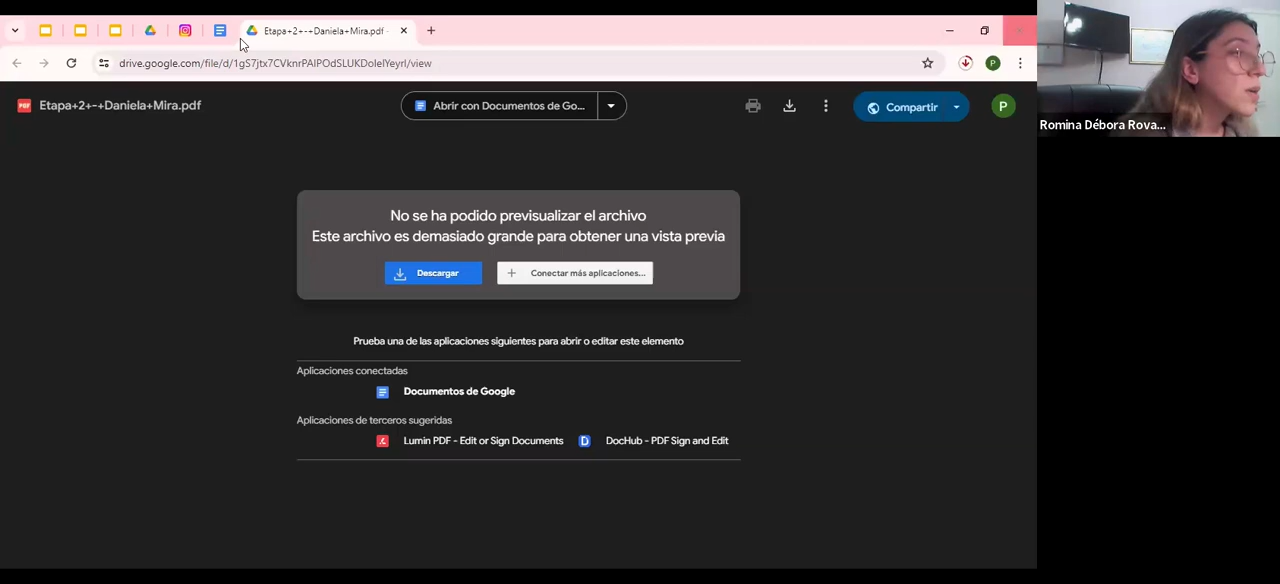 Etapa+2+-+Daniela+Mira.pdf -
drive.google.com/file/d/1gS7jtx7CVknrPAlPOdSLUKDolelYeyrl/view
P
PDF
Etapa+2+-+Daniela+Mira.pdf
Abrir con Documentos de Go...
Compartir
P
Romina Débora Rova...
No se ha podido previsualizar el archivo
Este archivo es demasiado grande para obtener una vista previa
Descargar
Conectar más aplicaciones...
Prueba una de las aplicaciones siguientes para abrir o editar este elemento
Aplicaciones conectadas
Documentos de Google
Aplicaciones de terceros sugeridas
Lumin PDF - Edit or Sign Documents
D DocHub - PDF Sign and Edit